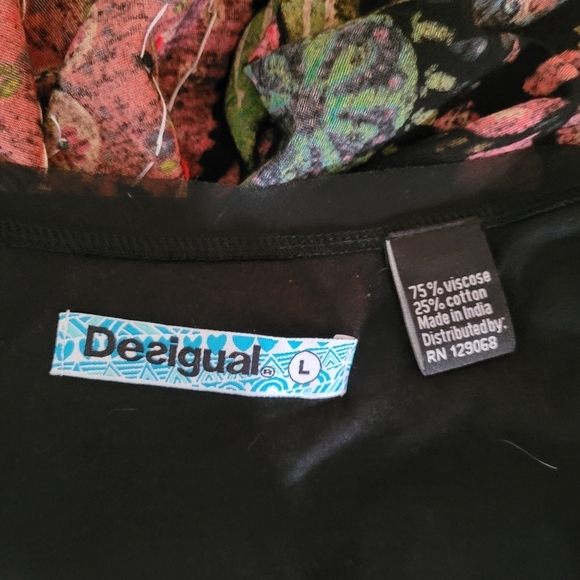 Desigual® L
75% viscose
25% cotton
Made in India
Distributed by:
RN 129068